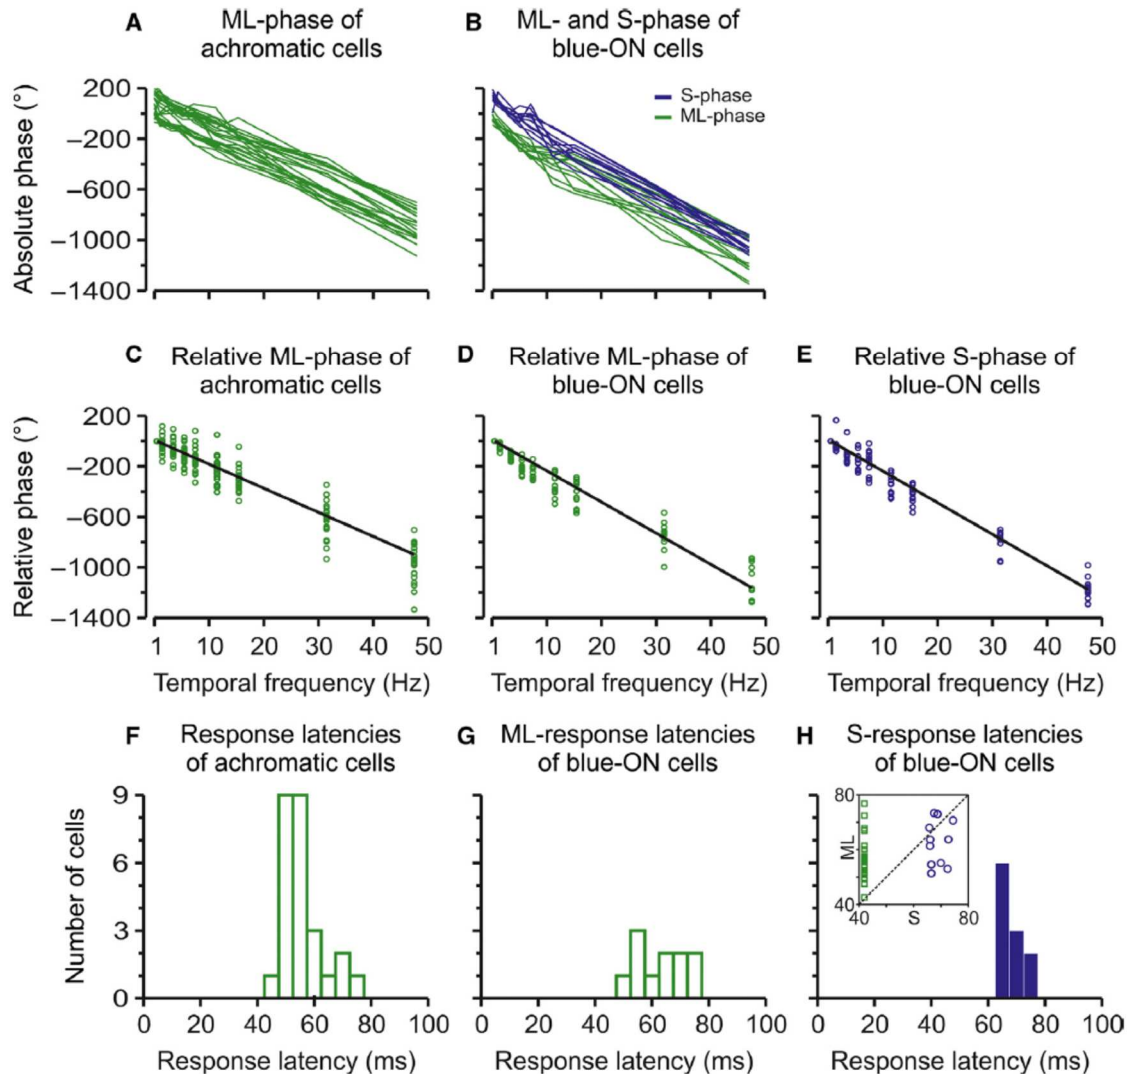 A ML-phase of achromatic cells
B ML- and S-phase of blue-ON cells
S-phase
ML-phase
Absolute phase (°)
200
−200
−600
−1000
−1400
C Relative ML-phase of achromatic cells
D Relative ML-phase of blue-ON cells
E Relative S-phase of blue-ON cells
Relative phase (°)
200
−200
−600
−1000
−1400
1 10 20 30 40 50
1 10 20 30 40 50
1 10 20 30 40 50
Temporal frequency (Hz)
Temporal frequency (Hz)
Temporal frequency (Hz)
F Response latencies of achromatic cells
G ML-response latencies of blue-ON cells
H S-response latencies of blue-ON cells
Number of cells
9
6
3
0
80
ML
40
40 S 80
0 20 40 60 80 100
0 20 40 60 80 100
0 20 40 60 80 100
Response latency (ms)
Response latency (ms)
Response latency (ms)